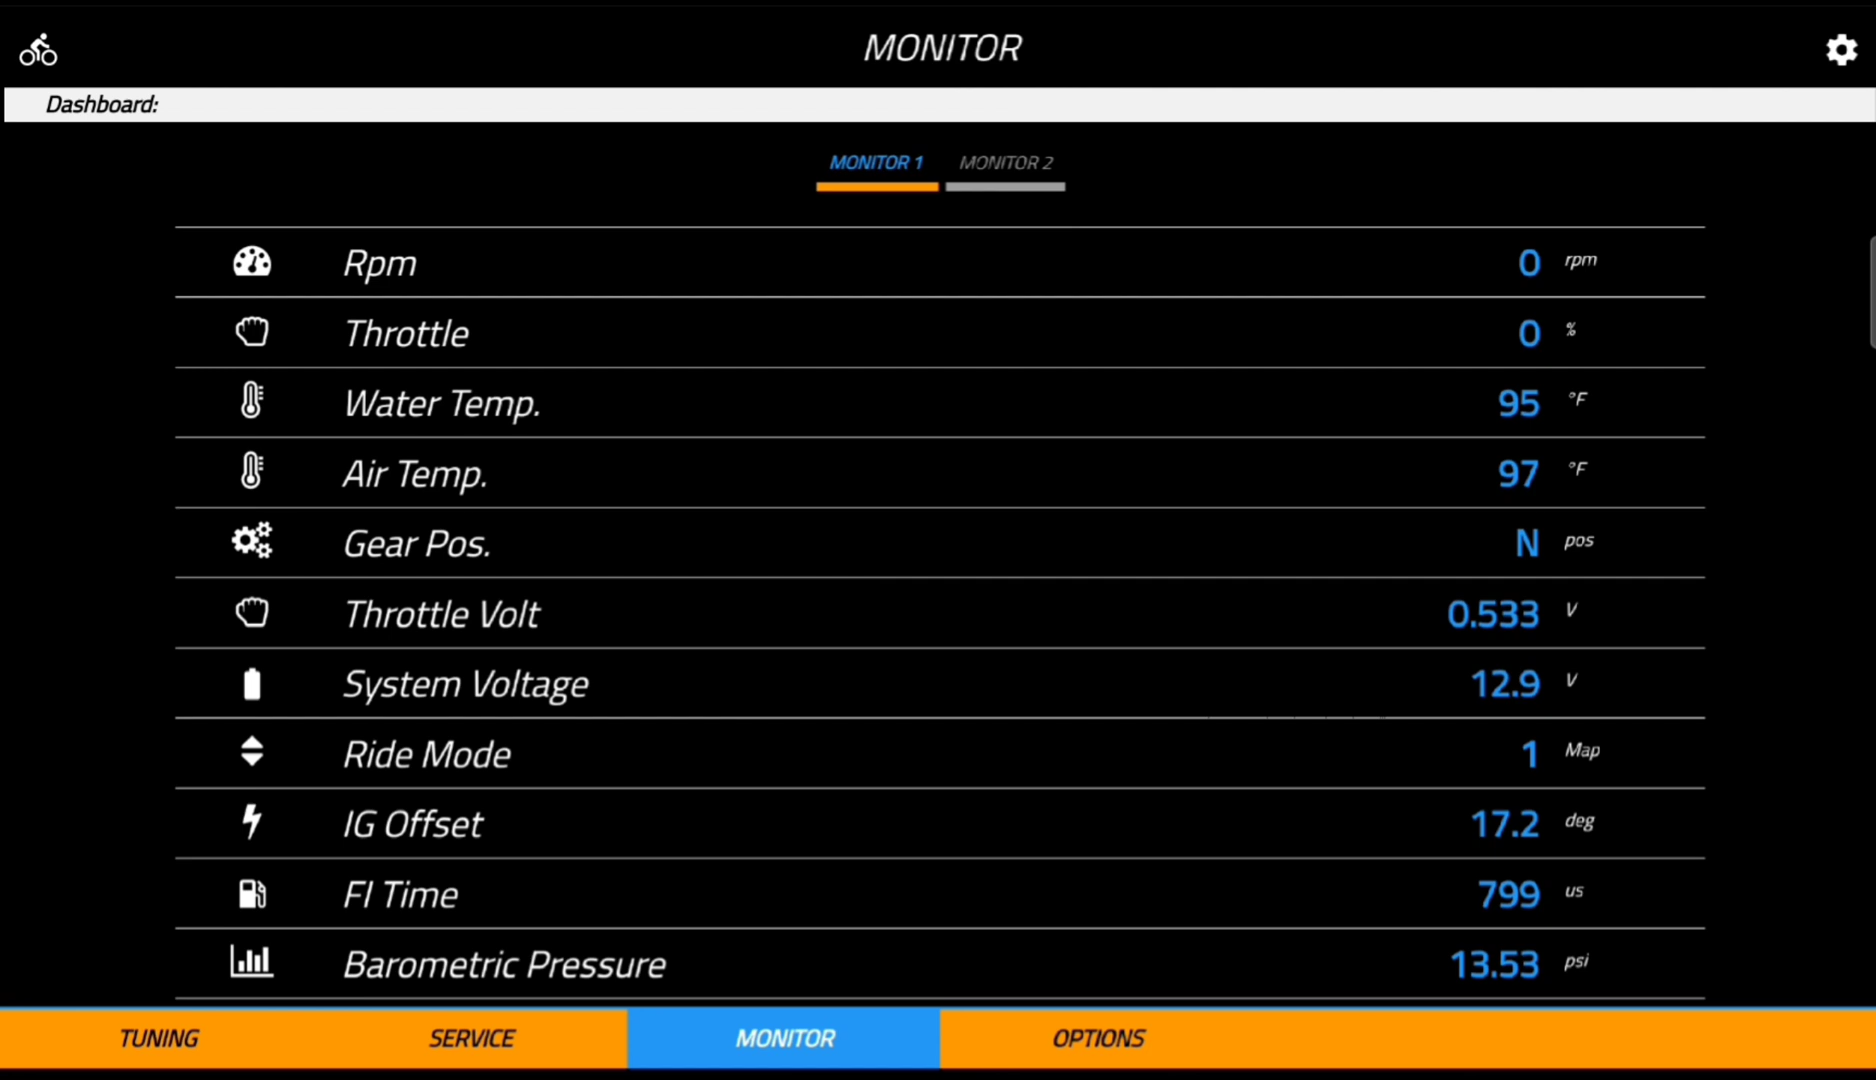 MONITOR
Dashboard:
MONITOR 1 MONITOR 2
Rpm 0 rpm
Throttle 0 %
Water Temp. 95 °F
Air Temp. 97 °F
Gear Pos. N pos
Throttle Volt 0.533 V
System Voltage 12.9 V
Ride Mode 1 Map
IG Offset 17.2 deg
FI Time 799 us
Barometric Pressure 13.53 psi
TUNING SERVICE MONITOR OPTIONS